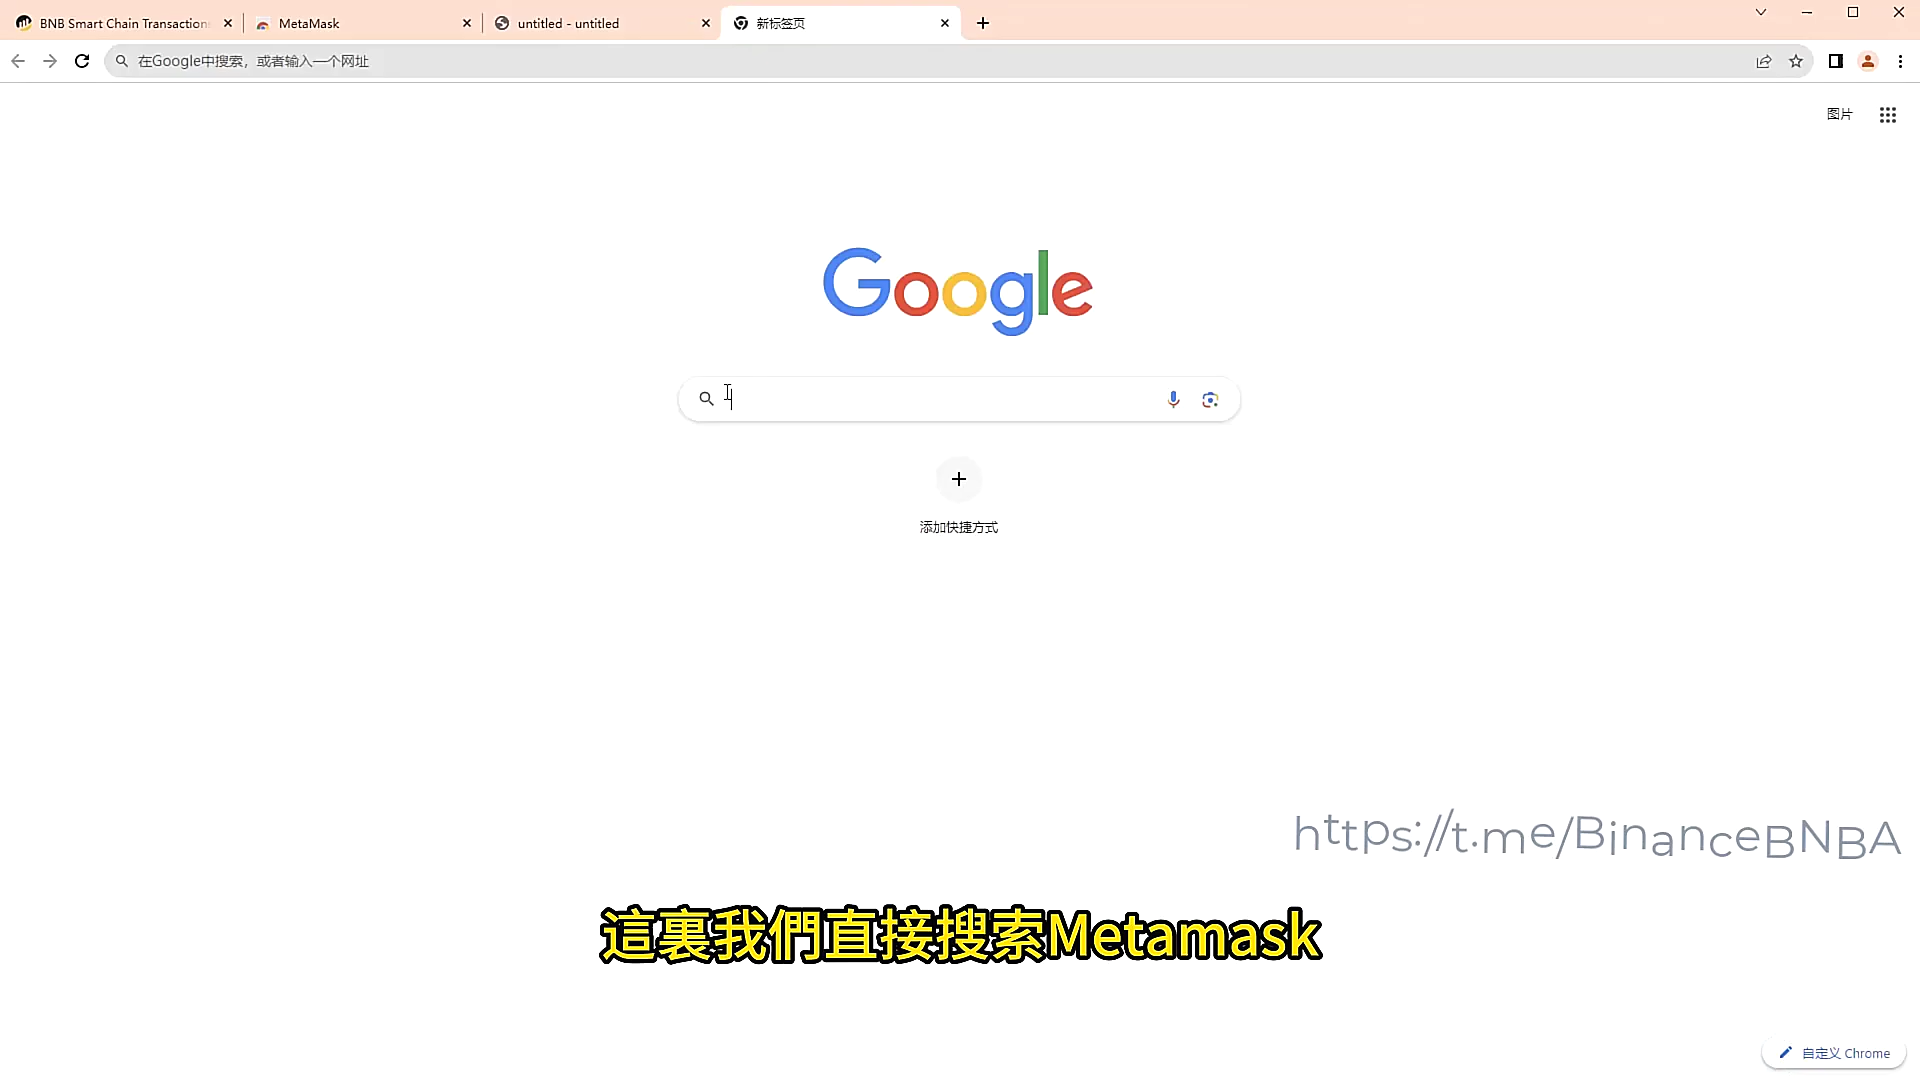 BNB Smart Chain Transactions
MetaMask
untitled - untitled
新标签页
在Google中搜索，或者输入一个网址
图片
Google
添加快捷方式
https://t.me/BinanceBNBA
這裏我們直接搜索Metamask
自定义 Chrome